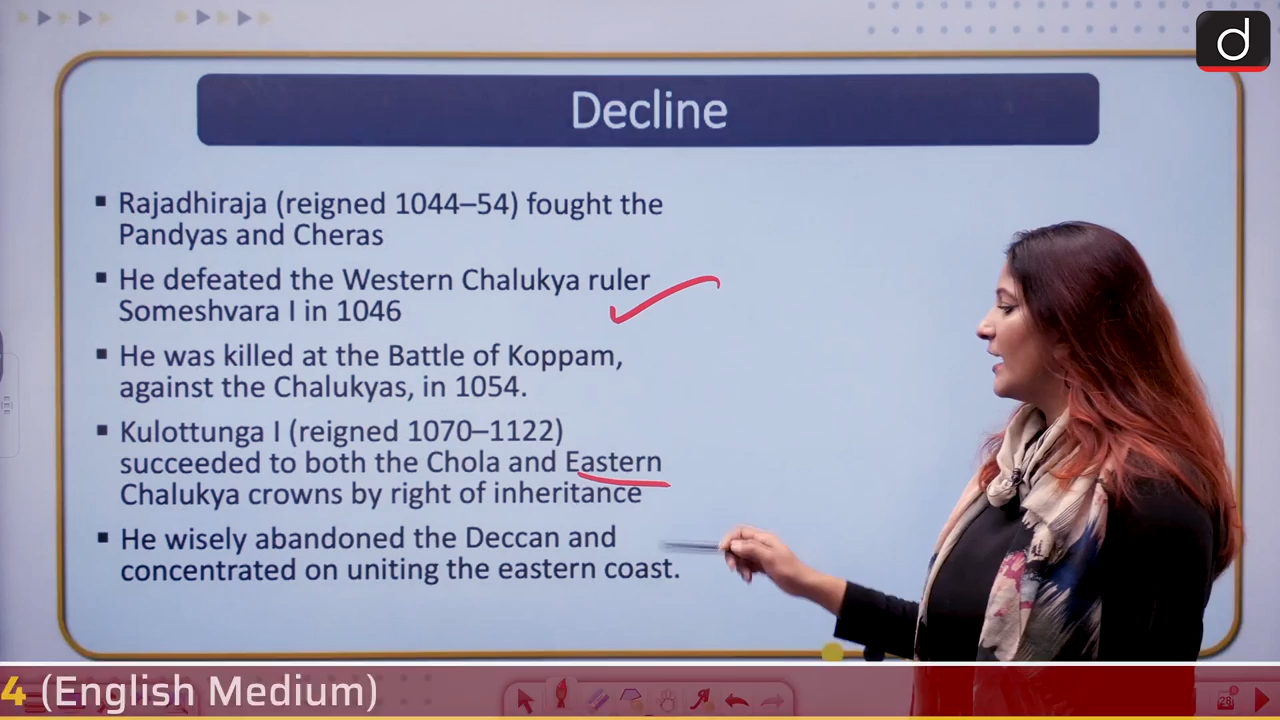 d
Decline
▪ Rajadhiraja (reigned 1044–54) fought the
Pandyas and Cheras
▪ He defeated the Western Chalukya ruler
Someshvara I in 1046
▪ He was killed at the Battle of Koppam,
against the Chalukyas, in 1054.
▪ Kulottunga I (reigned 1070–1122)
succeeded to both the Chola and Eastern
Chalukya crowns by right of inheritance
▪ He wisely abandoned the Deccan and
concentrated on uniting the eastern coast.
4 (English Medium)